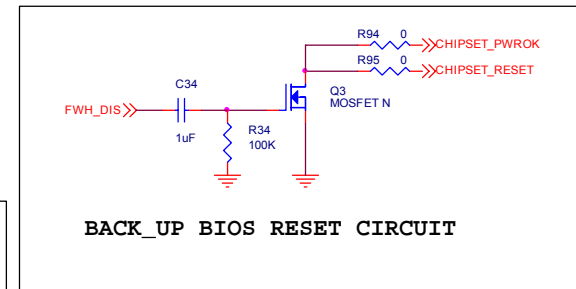 R94 0
CHIPSET_PWROK
R95 0
CHIPSET_RESET
C34
Q3
MOSFET N
FWH_DIS
1uF
R34
100K
BACK_UP BIOS RESET CIRCUIT